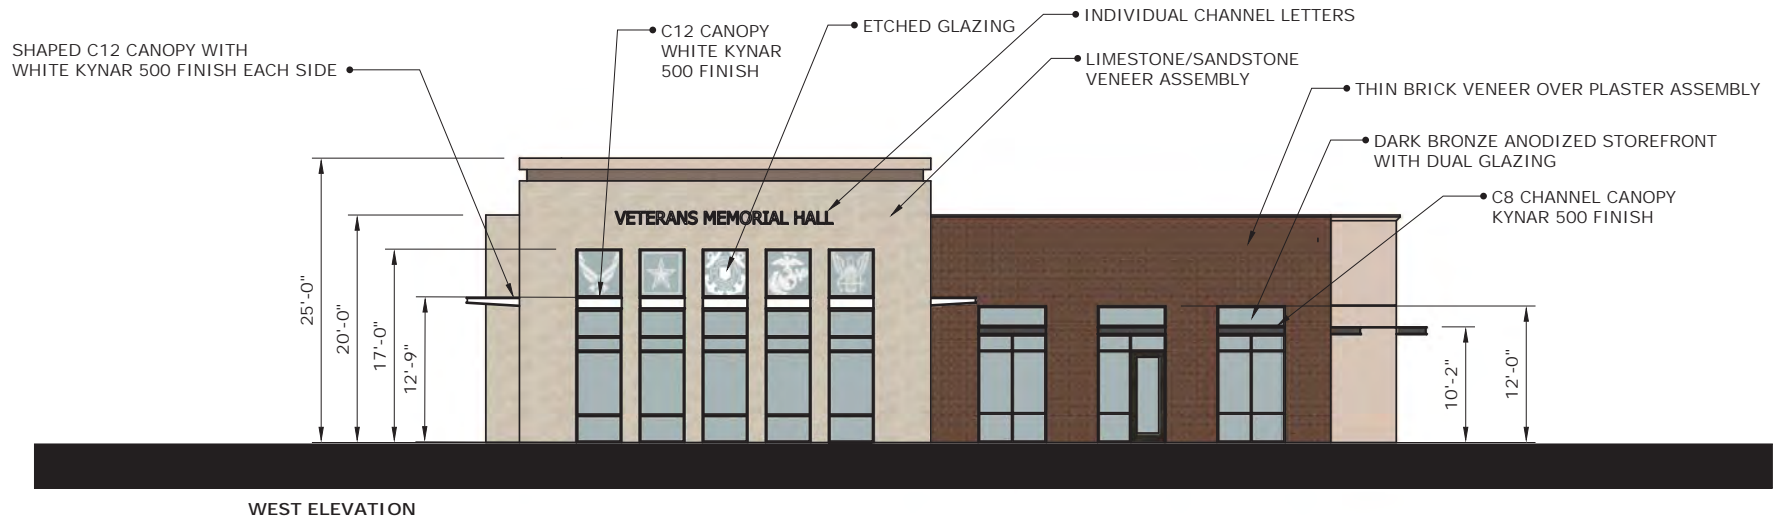 SHAPED C12 CANOPY WITH
WHITE KYNAR 500 FINISH EACH SIDE
C12 CANOPY
WHITE KYNAR
500 FINISH
ETCHED GLAZING
INDIVIDUAL CHANNEL LETTERS
LIMESTONE/SANDSTONE
VENEER ASSEMBLY
THIN BRICK VENEER OVER PLASTER ASSEMBLY
DARK BRONZE ANODIZED STOREFRONT
WITH DUAL GLAZING
C8 CHANNEL CANOPY
KYNAR 500 FINISH
VETERANS MEMORIAL HALL
25'-0"
20'-0"
17'-0"
12'-9"
10'-2"
12'-0"
WEST ELEVATION